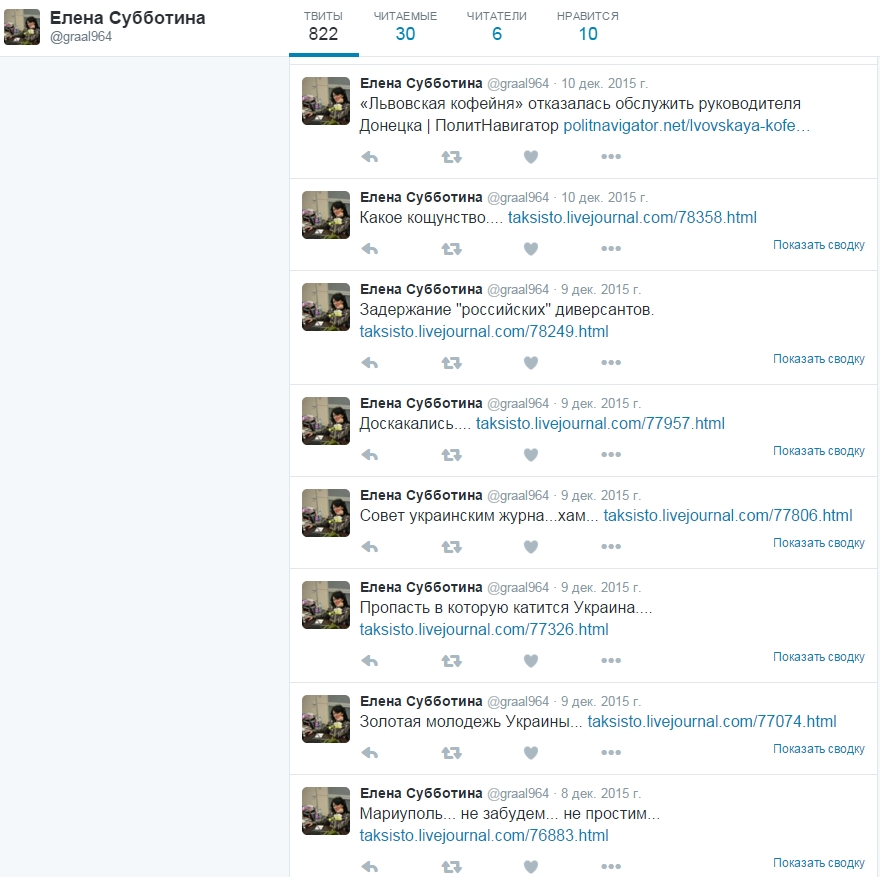 Елена Субботина
@graal964
ТВИТЫ ЧИТАЕМЫЕ ЧИТАТЕЛИ НРАВИТСЯ
822 30 6 10
Елена Субботина @graal964 · 10 дек. 2015 г.
«Львовская кофейня» отказалась обслужить руководителя
Донецка | ПолитНавигатор politnavigator.net/lvovskaya-kofe…
Елена Субботина @graal964 · 10 дек. 2015 г.
Какое кощунство.... taksisto.livejournal.com/78358.html
Показать сводку
Елена Субботина @graal964 · 9 дек. 2015 г.
Задержание "российских" диверсантов.
taksisto.livejournal.com/78249.html
Показать сводку
Елена Субботина @graal964 · 9 дек. 2015 г.
Доскакались.... taksisto.livejournal.com/77957.html
Показать сводку
Елена Субботина @graal964 · 9 дек. 2015 г.
Совет украинским журна...хам... taksisto.livejournal.com/77806.html
Показать сводку
Елена Субботина @graal964 · 9 дек. 2015 г.
Пропасть в которую катится Украина....
taksisto.livejournal.com/77326.html
Показать сводку
Елена Субботина @graal964 · 9 дек. 2015 г.
Золотая молодежь Украины... taksisto.livejournal.com/77074.html
Показать сводку
Елена Субботина @graal964 · 8 дек. 2015 г.
Мариуполь... не забудем... не простим...
taksisto.livejournal.com/76883.html
Показать сводку